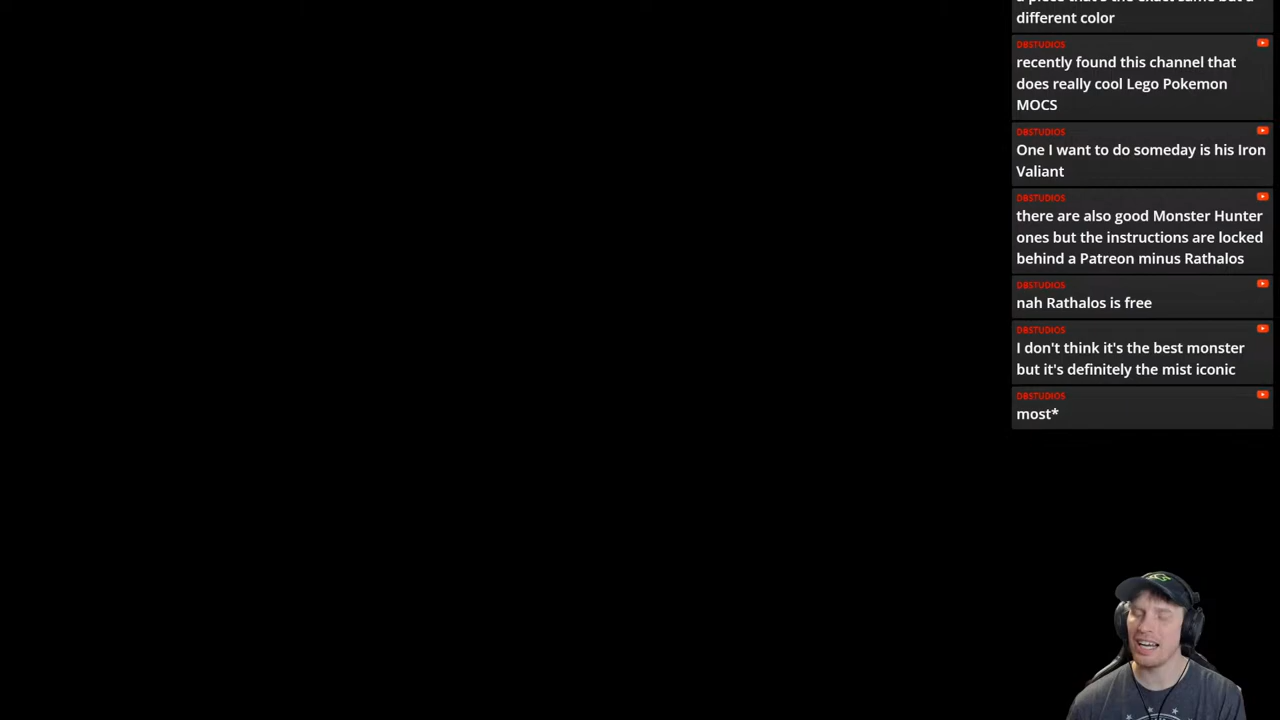 different color
DBSTUDIOS
recently found this channel that
does really cool Lego Pokemon
MOCS
DBSTUDIOS
One I want to do someday is his Iron
Valiant
DBSTUDIOS
there are also good Monster Hunter
ones but the instructions are locked
behind a Patreon minus Rathalos
DBSTUDIOS
nah Rathalos is free
DBSTUDIOS
I don't think it's the best monster
but it's definitely the mist iconic
DBSTUDIOS
most*